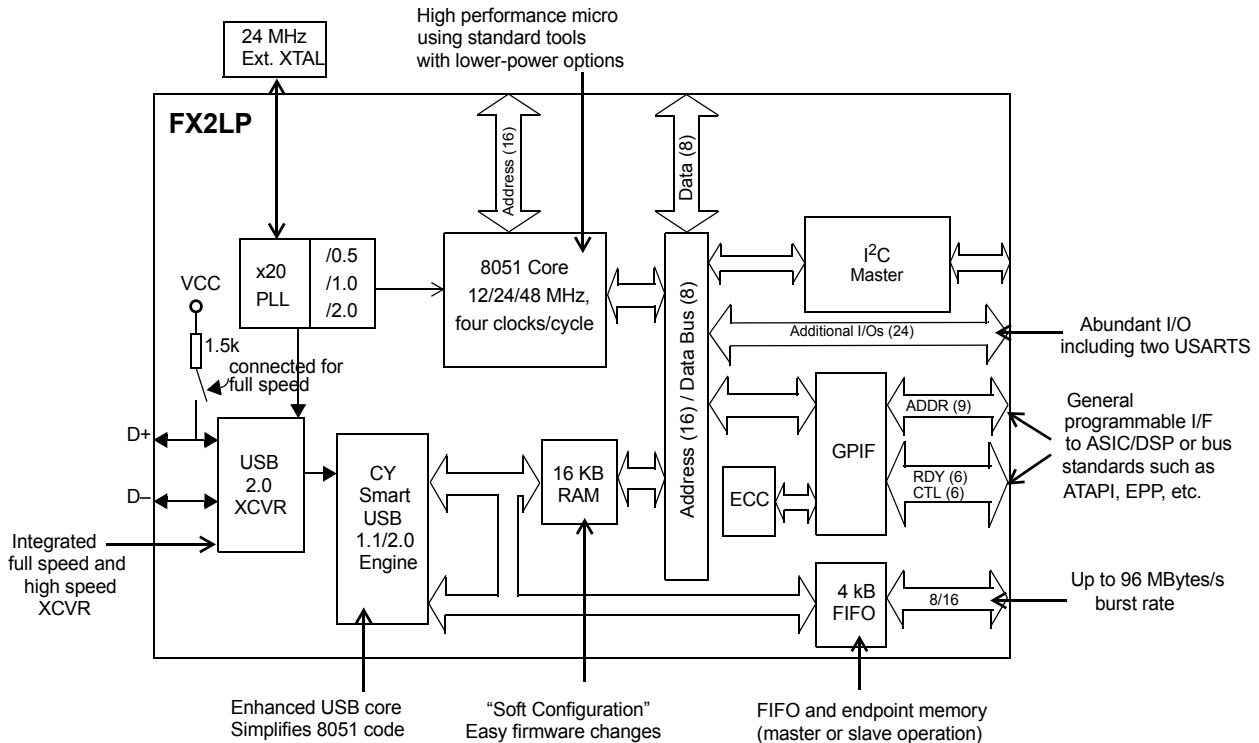 High performance micro
using standard tools
with lower-power options
24 MHz
Ext. XTAL
FX2LP
Address (16)
Data (8)
x20
PLL
/0.5
/1.0
/2.0
8051 Core
12/24/48 MHz,
four clocks/cycle
I²C
Master
VCC
1.5k
connected for
full speed
Address (16) / Data Bus (8)
Additional I/Os (24)
Abundant I/O
including two USARTS
D+
D–
USB
2.0
XCVR
CY
Smart
USB
1.1/2.0
Engine
16 KB
RAM
ECC
GPIF
ADDR (9)
RDY (6)
CTL (6)
General
programmable I/F
to ASIC/DSP or bus
standards such as
ATAPI, EPP, etc.
Integrated
full speed and
high speed
XCVR
4 kB
FIFO
8/16
Up to 96 MBytes/s
burst rate
Enhanced USB core
Simplifies 8051 code
“Soft Configuration”
Easy firmware changes
FIFO and endpoint memory
(master or slave operation)